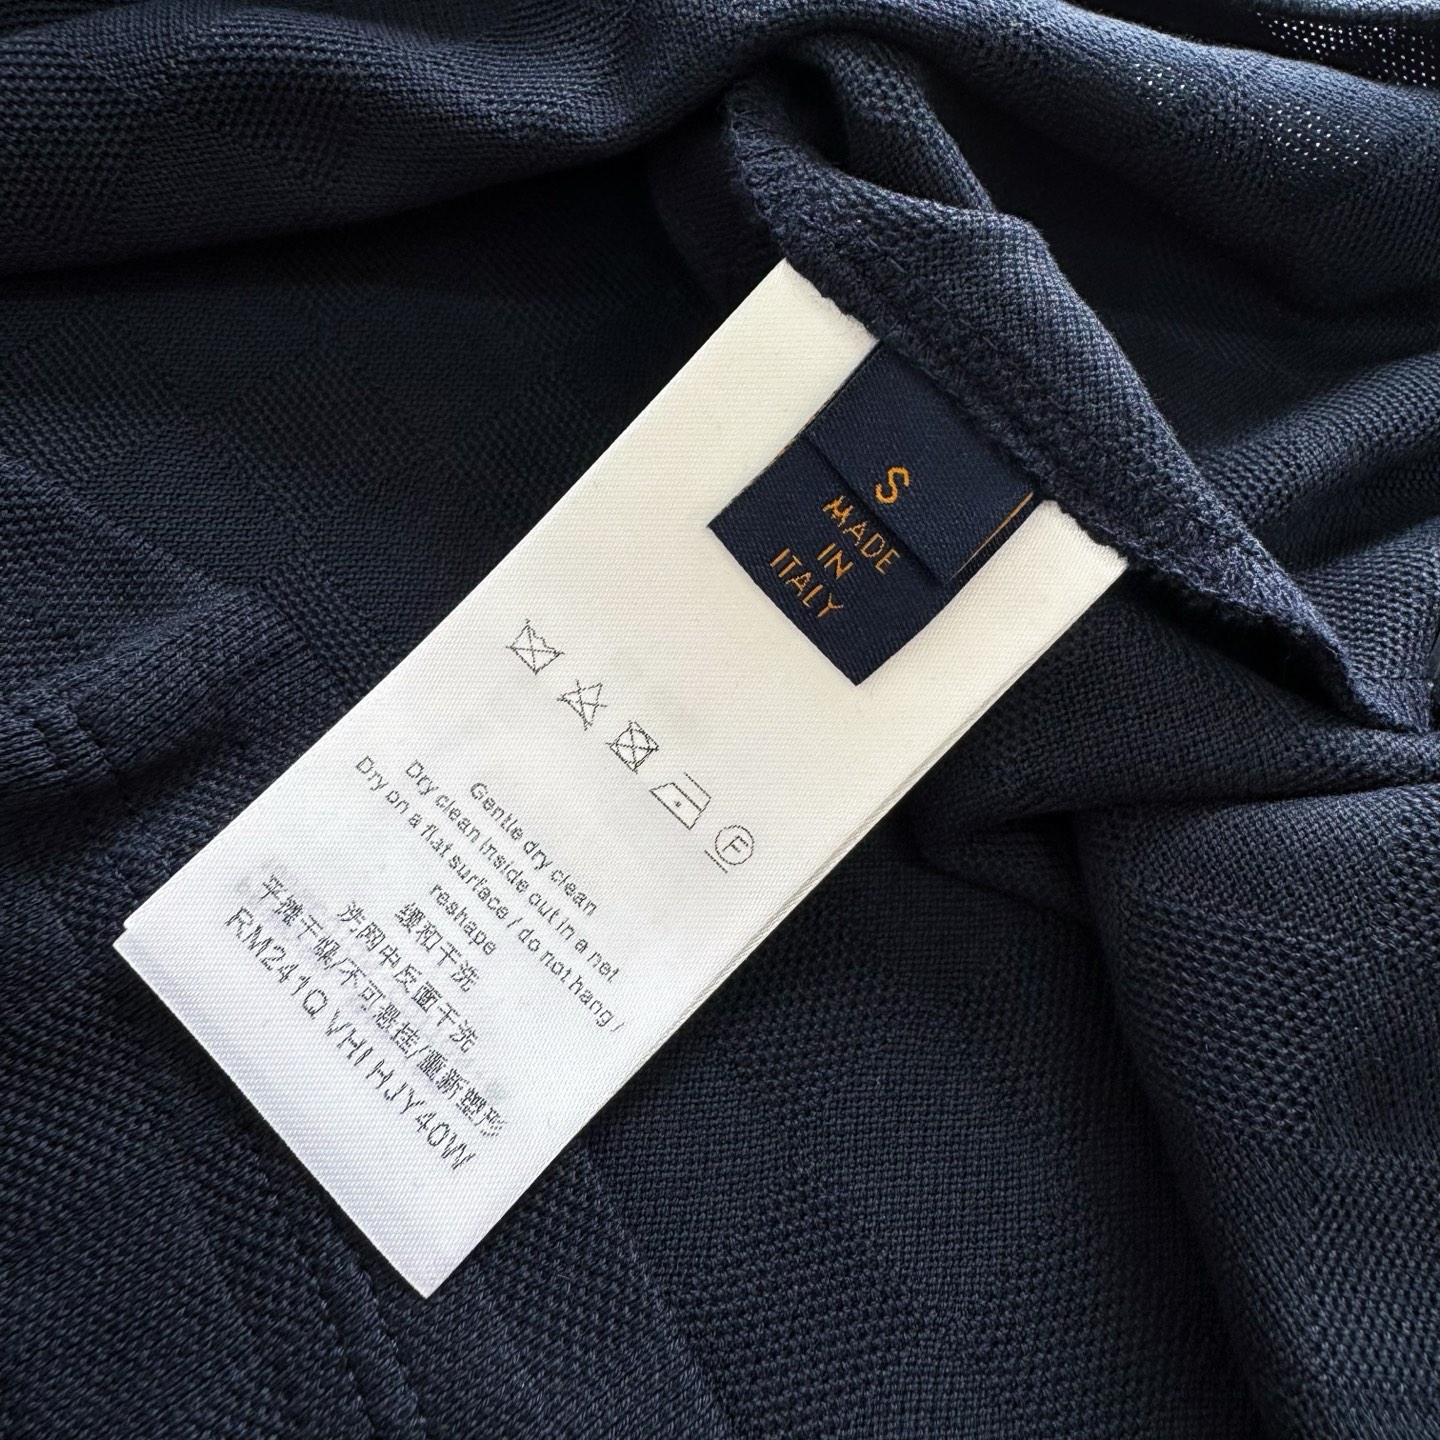 S
MADE
IN
ITALY
F
Gentle dry clean
Dry clean inside out in a net
Dry on a flat surface / do not hang /
reshape
缓和干洗
洗网中反面干洗
平摊干燥/不可悬挂/重新塑形
RM241Q VHI HJY40W